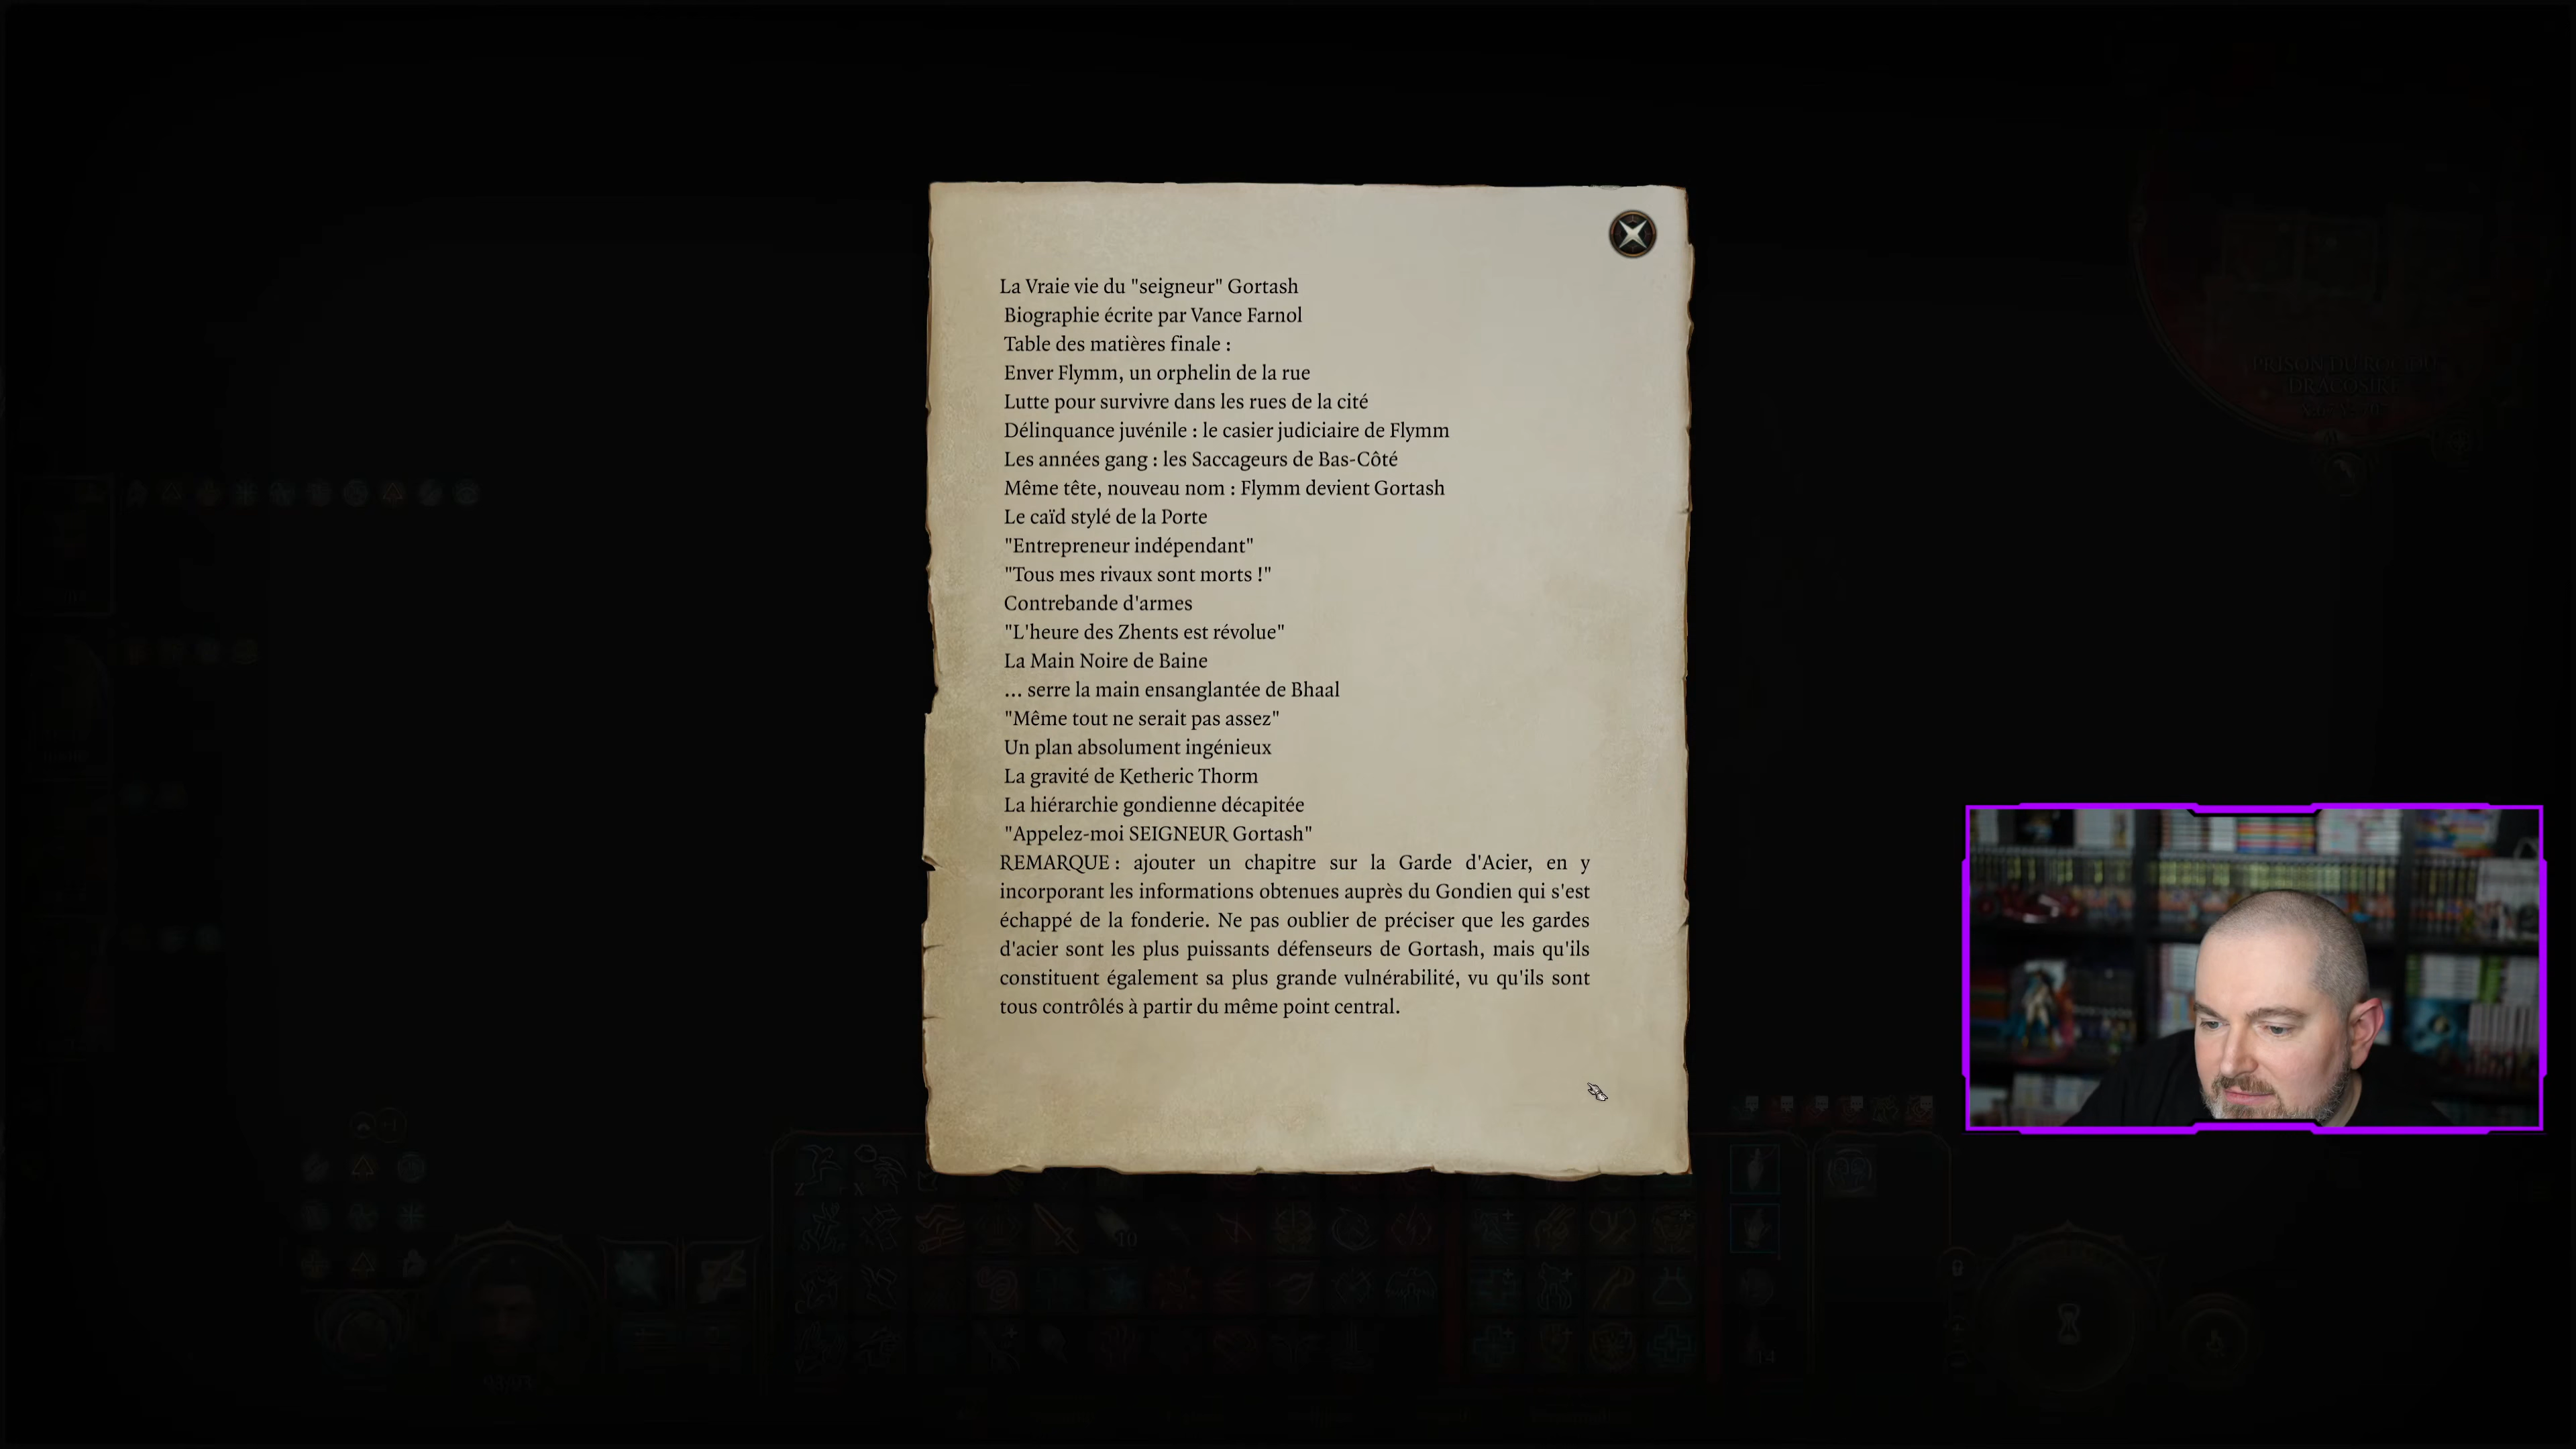 La Vraie vie du "seigneur" Gortash
Biographie écrite par Vance Farnol
Table des matières finale :
Enver Flymm, un orphelin de la rue
Lutte pour survivre dans les rues de la cité
Délinquance juvénile : le casier judiciaire de Flymm
Les années gang : les Saccageurs de Bas-Côté
Même tête, nouveau nom : Flymm devient Gortash
Le caïd stylé de la Porte
"Entrepreneur indépendant"
"Tous mes rivaux sont morts !"
Contrebande d'armes
"L'heure des Zhents est révolue"
La Main Noire de Baine
... serre la main ensanglantée de Bhaal
"Même tout ne serait pas assez"
Un plan absolument ingénieux
La gravité de Ketheric Thorm
La hiérarchie gondienne décapitée
"Appelez-moi SEIGNEUR Gortash"
REMARQUE : ajouter un chapitre sur la Garde d'Acier, en y
incorporant les informations obtenues auprès du Gondien qui s'est
échappé de la fonderie. Ne pas oublier de préciser que les gardes
d'acier sont les plus puissants défenseurs de Gortash, mais qu'ils
constituent également sa plus grande vulnérabilité, vu qu'ils sont
tous contrôlés à partir du même point central.
PRISON DU ROC DU
DRACOSIRE